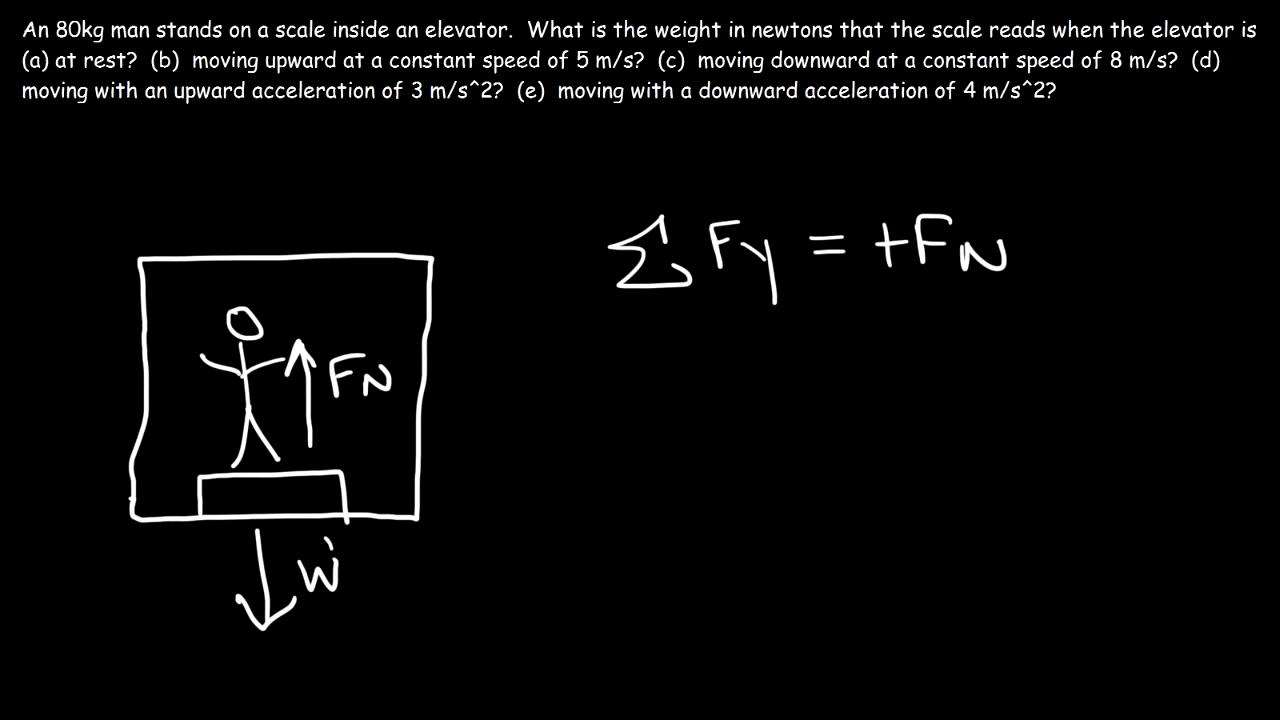 An 80kg man stands on a scale inside an elevator.  What is the weight in newtons that the scale reads when the elevator is
(a) at rest?  (b)  moving upward at a constant speed of 5 m/s?  (c)  moving downward at a constant speed of 8 m/s?  (d)
moving with an upward acceleration of 3 m/s^2?  (e)  moving with a downward acceleration of 4 m/s^2?
∑ Fy = +FN
FN
W